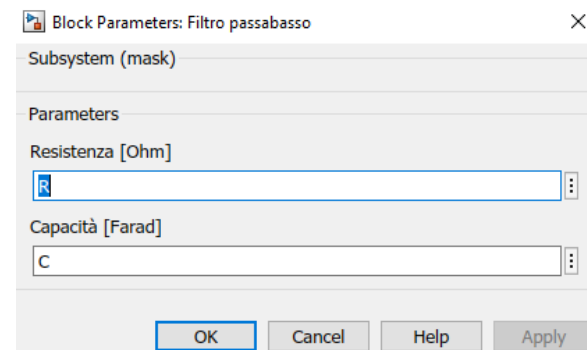 Block Parameters: Filtro passabasso
Subsystem (mask)
Parameters
Resistenza [Ohm]
R
Capacità [Farad]
C
OK Cancel Help Apply